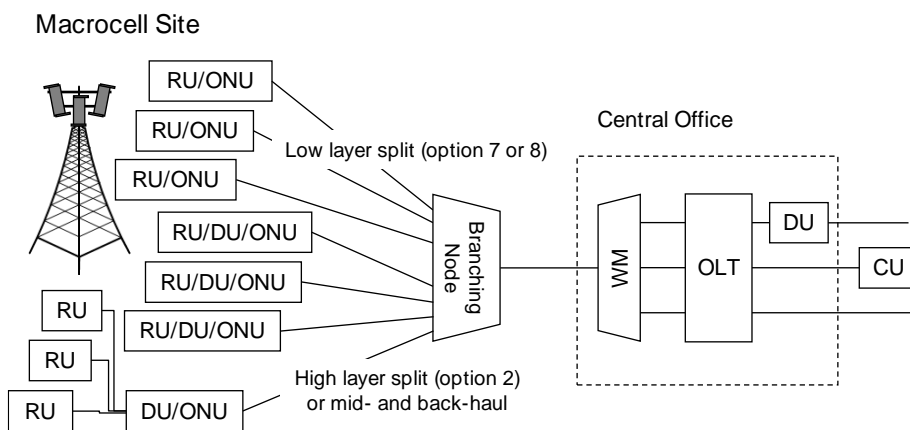 Macrocell Site
RU/ONU
RU/ONU
Low layer split (option 7 or 8)
RU/ONU
RU/DU/ONU
RU/DU/ONU
RU/DU/ONU
RU
RU
RU
DU/ONU
High layer split (option 2)
or mid- and back-haul
Branching
Node
Central Office
WM
OLT
DU
CU